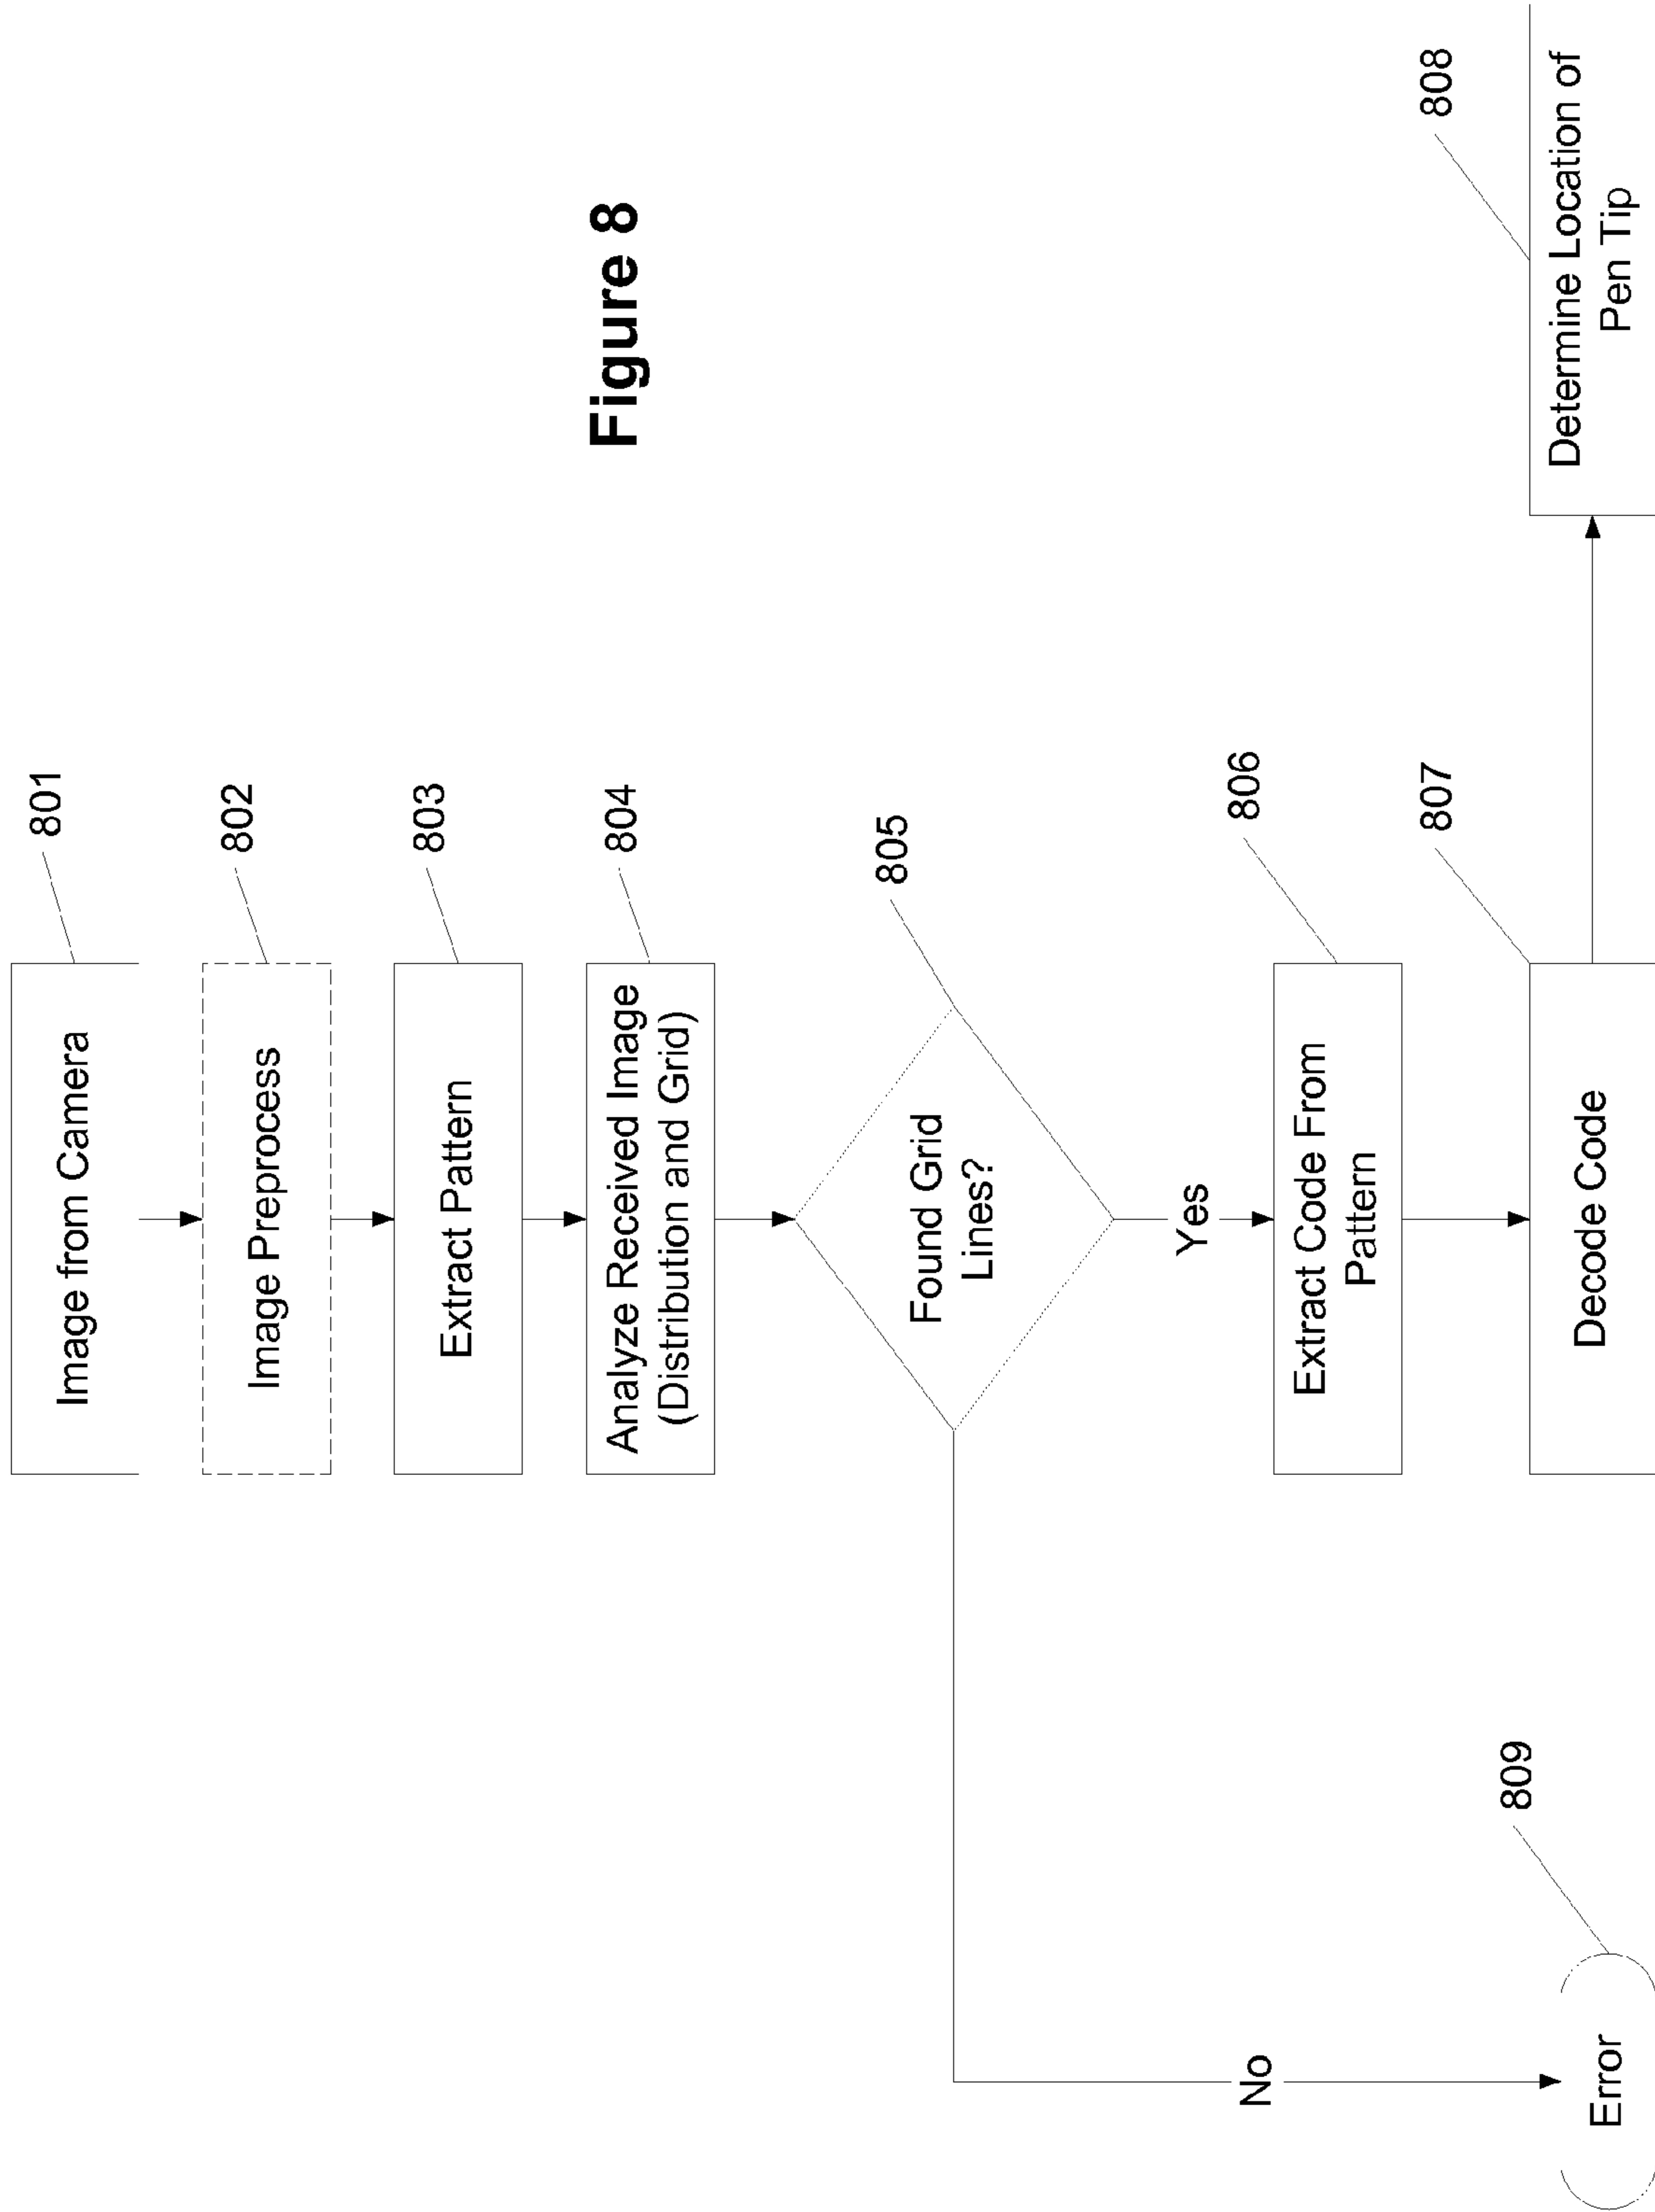 Figure 8
Image from Camera
801
Image Preprocess
802
Extract Pattern
803
Analyze Received Image
(Distribution and Grid)
804
Found Grid
Lines?
805
Yes
No
Extract Code From
Pattern
806
Decode Code
807
Determine Location of
Pen Tip
808
Error
809